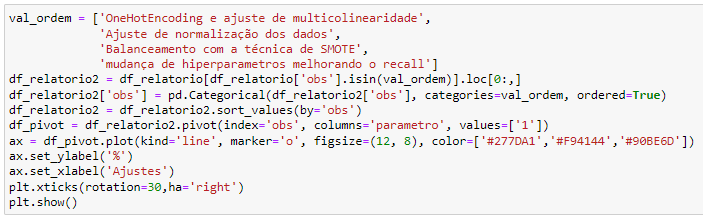 val_ordem = ['OneHotEncoding e ajuste de multicolinearidade',
'Ajuste de normalização dos dados',
'Balanceamento com a técnica de SMOTE',
'mudança de hiperparametros melhorando o recall']
df_relatorio2 = df_relatorio[df_relatorio['obs'].isin(val_ordem)].loc[0:,]
df_relatorio2['obs'] = pd.Categorical(df_relatorio2['obs'], categories=val_ordem, ordered=True)
df_relatorio2 = df_relatorio2.sort_values(by='obs')
df_pivot = df_relatorio2.pivot(index='obs', columns='parametro', values=['1'])
ax = df_pivot.plot(kind='line', marker='o', figsize=(12, 8), color=['#277DA1','#F94144','#90BE6D'])
ax.set_ylabel('%')
ax.set_xlabel('Ajustes')
plt.xticks(rotation=30,ha='right')
plt.show()